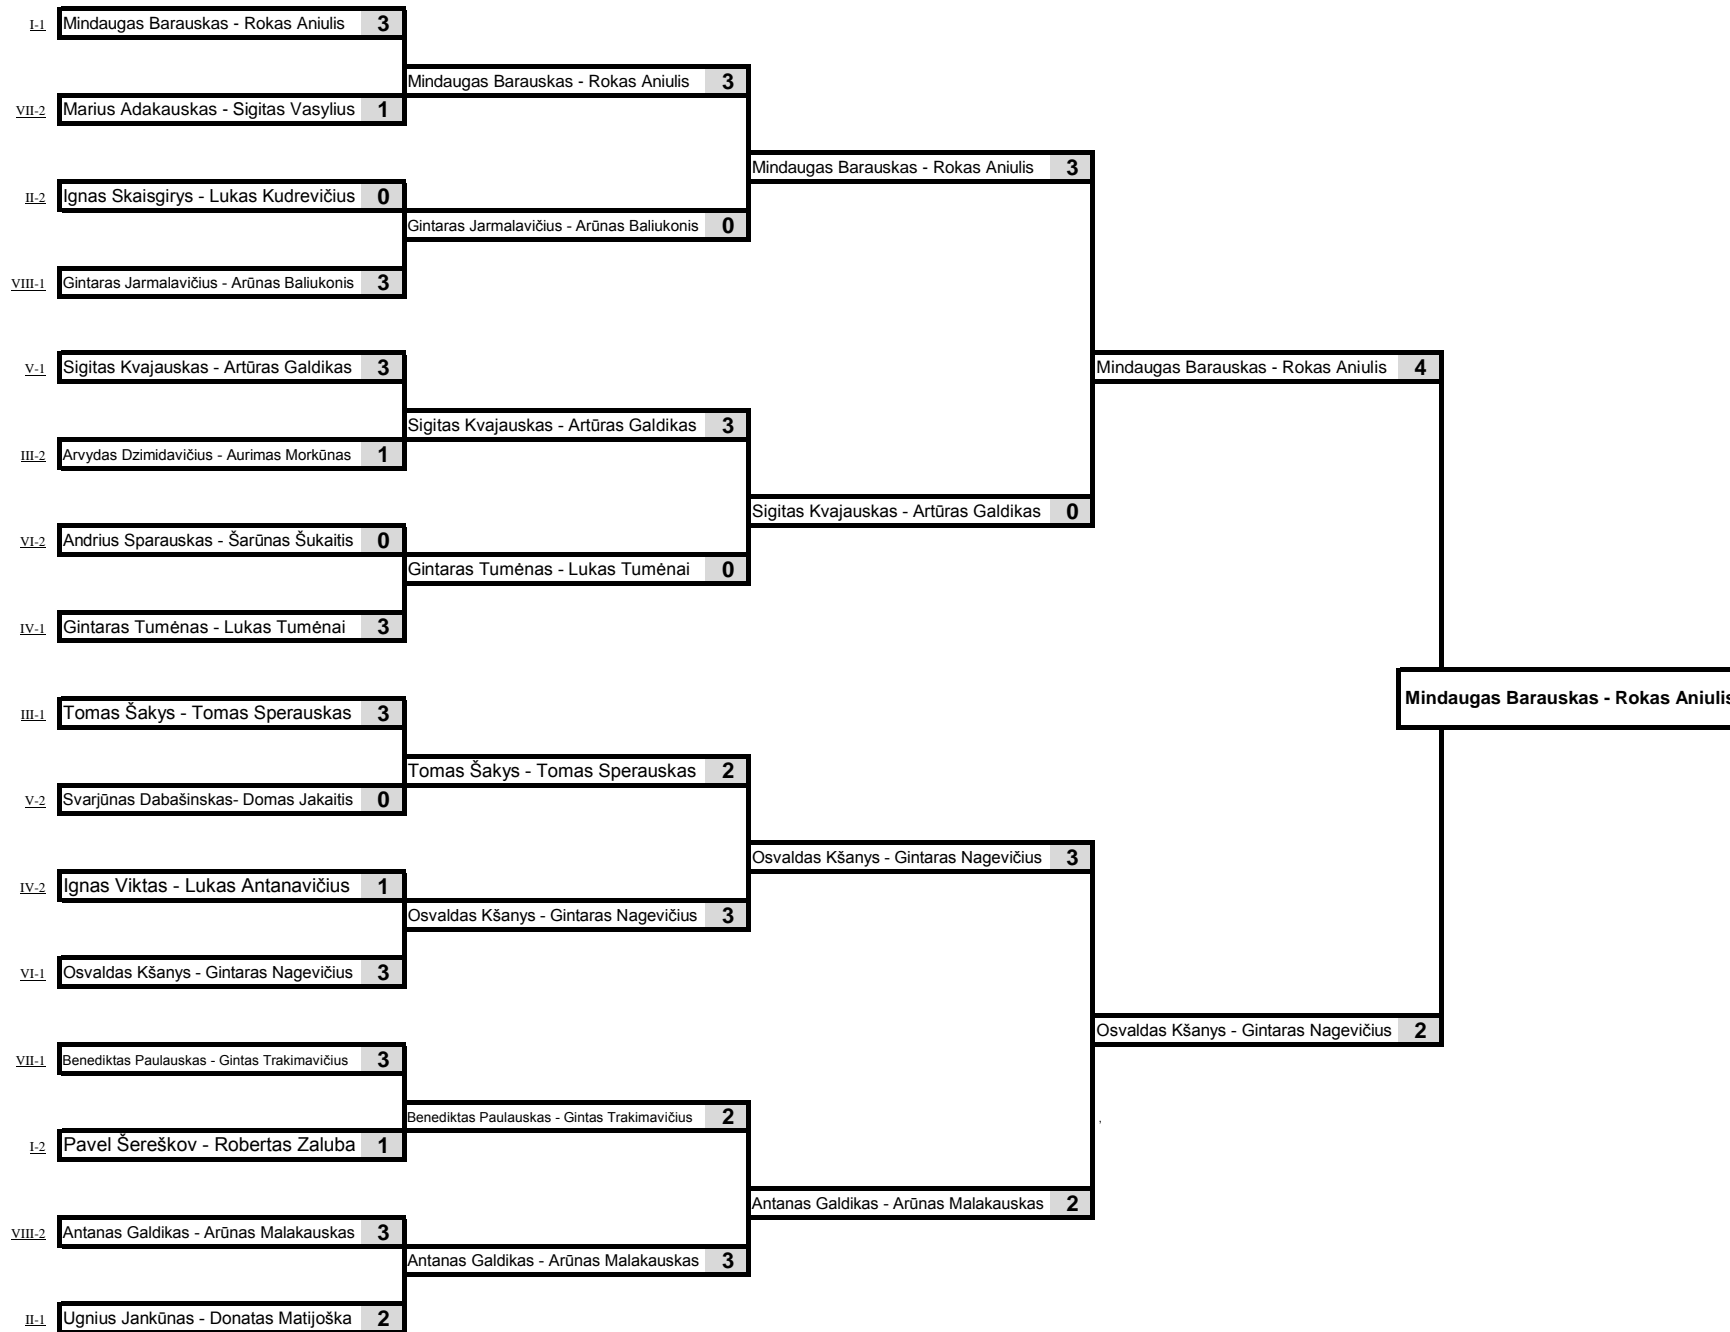 I-1 Mindaugas Barauskas - Rokas Aniulis 3
Mindaugas Barauskas - Rokas Aniulis 3
VII-2 Marius Adakauskas - Sigitas Vasylius 1
Mindaugas Barauskas - Rokas Aniulis 3
II-2 Ignas Skaisgirys - Lukas Kudrevičius 0
Gintaras Jarmalavičius - Arūnas Baliukonis 0
VIII-1 Gintaras Jarmalavičius - Arūnas Baliukonis 3
V-1 Sigitas Kvajauskas - Artūras Galdikas 3
Mindaugas Barauskas - Rokas Aniulis 4
Sigitas Kvajauskas - Artūras Galdikas 3
III-2 Arvydas Dzimidavičius - Aurimas Morkūnas 1
Sigitas Kvajauskas - Artūras Galdikas 0
VI-2 Andrius Sparauskas - Šarūnas Šukaitis 0
Gintaras Tumėnas - Lukas Tumėnai 0
IV-1 Gintaras Tumėnas - Lukas Tumėnai 3
Mindaugas Barauskas - Rokas Aniulis
III-1 Tomas Šakys - Tomas Sperauskas 3
Tomas Šakys - Tomas Sperauskas 2
V-2 Svarjūnas Dabašinskas- Domas Jakaitis 0
Osvaldas Kšanys - Gintaras Nagevičius 3
IV-2 Ignas Viktas - Lukas Antanavičius 1
Osvaldas Kšanys - Gintaras Nagevičius 3
VI-1 Osvaldas Kšanys - Gintaras Nagevičius 3
Osvaldas Kšanys - Gintaras Nagevičius 2
VII-1 Benediktas Paulauskas - Gintas Trakimavičius 3
Benediktas Paulauskas - Gintas Trakimavičius 2
,
I-2 Pavel Šereškov - Robertas Zaluba 1
Antanas Galdikas - Arūnas Malakauskas 2
VIII-2 Antanas Galdikas - Arūnas Malakauskas 3
Antanas Galdikas - Arūnas Malakauskas 3
II-1 Ugnius Jankūnas - Donatas Matijoška 2